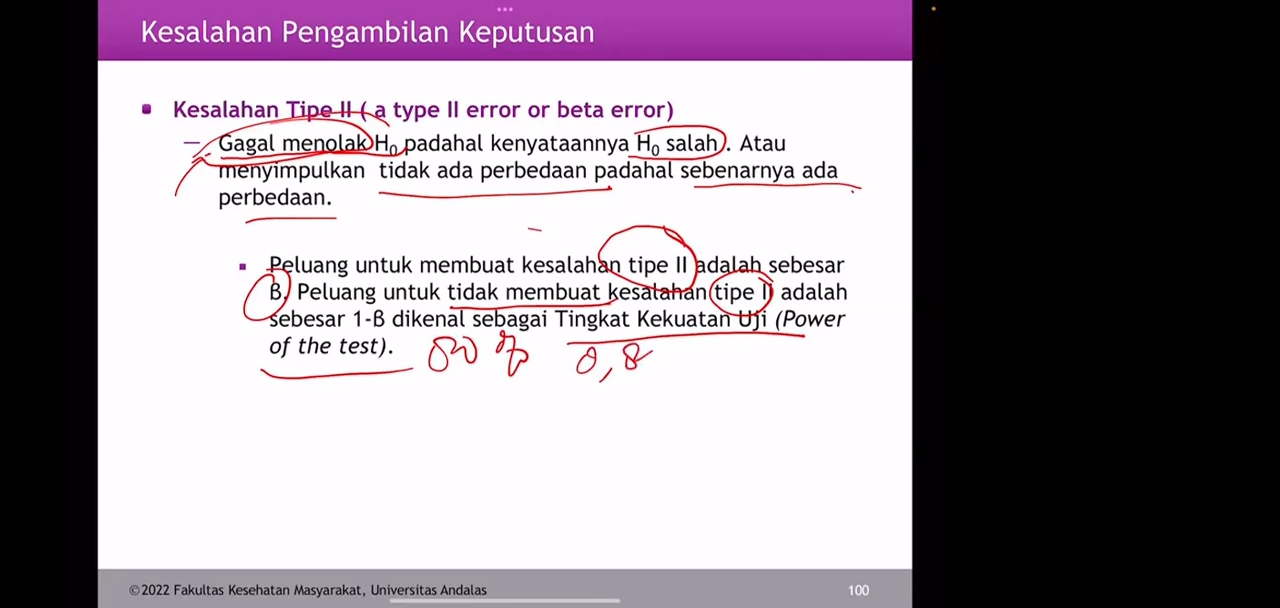 Kesalahan Pengambilan Keputusan
▪ Kesalahan Tipe II ( a type II error or beta error)
– Gagal menolak H₀ padahal kenyataannya H₀ salah . Atau
menyimpulkan tidak ada perbedaan padahal sebenarnya ada
perbedaan.
▪ Peluang untuk membuat kesalahan tipe II adalah sebesar
ß. Peluang untuk tidak membuat kesalahan tipe II adalah
sebesar 1-ß dikenal sebagai Tingkat Kekuatan Uji (Power
of the test).
80 % 0,8
©2022 Fakultas Kesehatan Masyarakat, Universitas Andalas
100